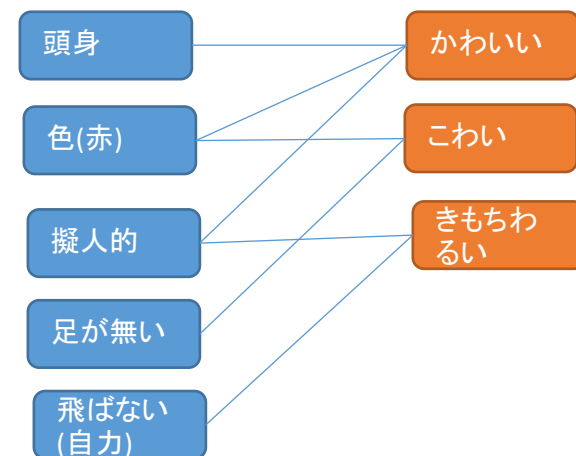 頭身
かわいい
色(赤)
こわい
擬人的
きもちわ
るい
足が無い
飛ばない
(自力)